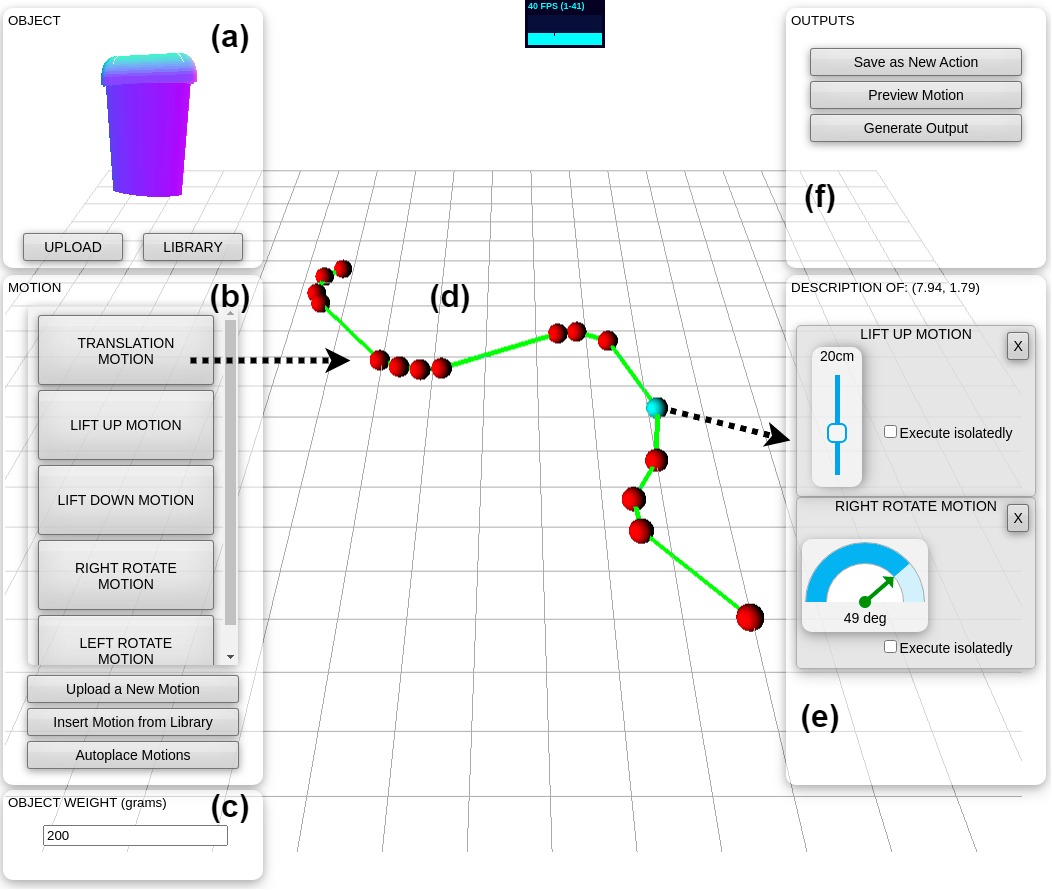 40 FPS (1-41)
OBJECT
(a)
UPLOAD
LIBRARY
MOTION
(b)
TRANSLATION
MOTION
LIFT UP MOTION
LIFT DOWN MOTION
RIGHT ROTATE
MOTION
LEFT ROTATE
MOTION
Upload a New Motion
Insert Motion from Library
Autoplace Motions
OBJECT WEIGHT (grams)
(c)
200
(d)
OUTPUTS
Save as New Action
Preview Motion
Generate Output
(f)
DESCRIPTION OF: (7.94, 1.79)
LIFT UP MOTION
X
20cm
Execute isolatedly
RIGHT ROTATE MOTION
X
49 deg
Execute isolatedly
(e)